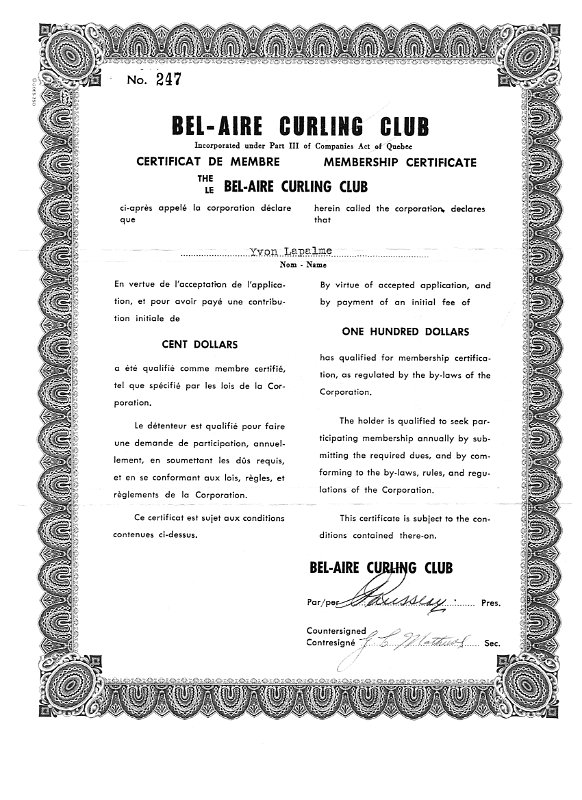 No. 247
BEL-AIRE CURLING CLUB
Incorporated under Part III of Companies Act of Quebec
CERTIFICAT DE MEMBRE MEMBERSHIP CERTIFICATE
THE
LE BEL-AIRE CURLING CLUB
ci-après appelé la corporation déclare
que
herein called the corporation, declares
that
Yvon Lapalme
Nom - Name
En vertue de l'acceptation de l'applica-
tion, et pour avoir payé une contribu-
tion initiale de
CENT DOLLARS
a été qualifié comme membre certifié,
tel que spécifié par les lois de la Cor-
poration.
Le détenteur est qualifié pour faire
une demande de participation, annuel-
lement, en soumettant les dûs requis,
et en se conformant aux lois, règles, et
règlements de la Corporation.
Ce certificat est sujet aux conditions
contenues ci-dessus.
By virtue of accepted application, and
by payment of an initial fee of
ONE HUNDRED DOLLARS
has qualified for membership certifica-
tion, as regulated by the by-laws of the
Corporation.
The holder is qualified to seek par-
ticipating membership annually by sub-
mitting the required dues, and by com-
forming to the by-laws, rules, and regu-
lations of the Corporation.
This certificate is subject to the con-
ditions contained there-on.
BEL-AIRE CURLING CLUB
Par/per Pres.
Countersigned
Contresigné J L Mathews Sec.